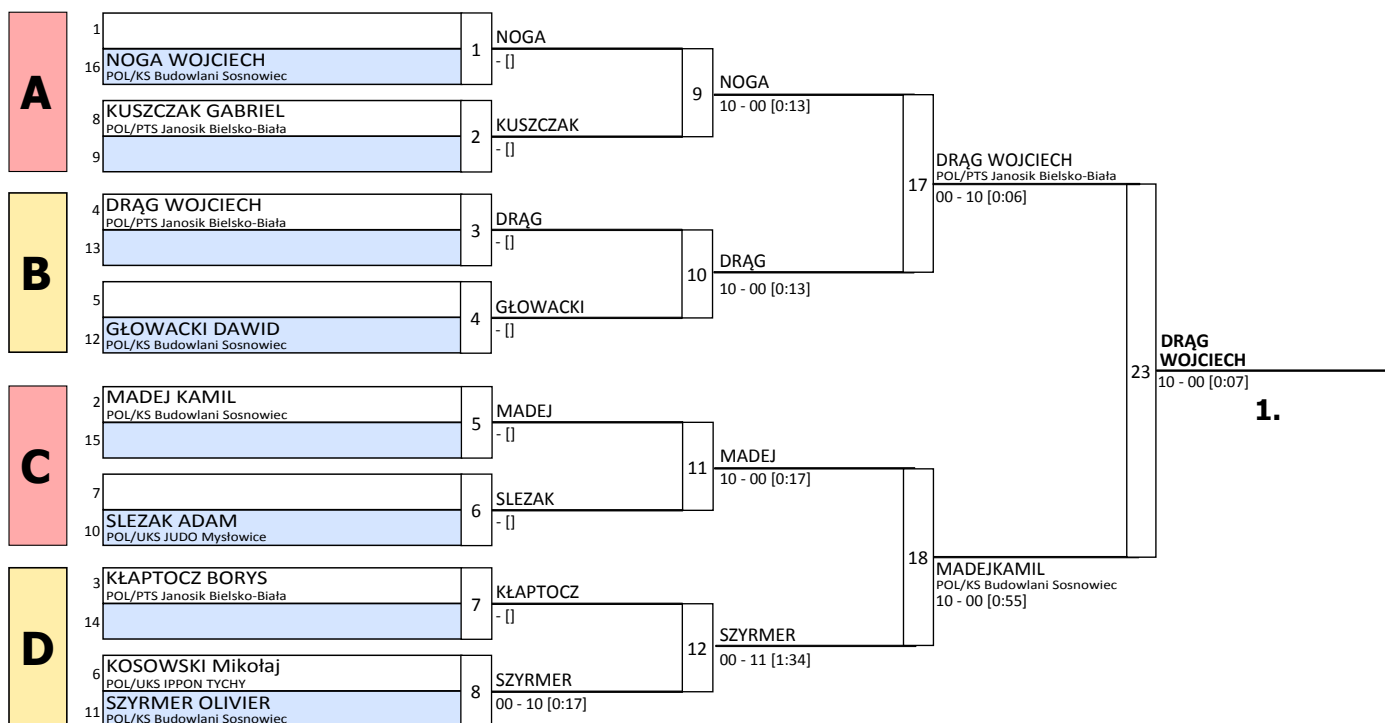 A
1
16
NOGA WOJCIECH
POL/KS Budowlani Sosnowiec
1
8
KUSZCZAK GABRIEL
POL/PTS Janosik Bielsko-Biała
9
2
B
4
DRĄG WOJCIECH
POL/PTS Janosik Bielsko-Biała
13
3
5
12
GŁOWACKI DAWID
POL/KS Budowlani Sosnowiec
4
C
2
MADEJ KAMIL
POL/KS Budowlani Sosnowiec
15
5
7
10
SLEZAK ADAM
POL/UKS JUDO Mysłowice
6
D
3
KŁAPTOCZ BORYS
POL/PTS Janosik Bielsko-Biała
14
7
6
KOSOWSKI Mikołaj
POL/UKS IPPON TYCHY
11
SZYRMER OLIVIER
POL/KS Budowlani Sosnowiec
8
NOGA
- []
KUSZCZAK
- []
DRĄG
- []
GŁOWACKI
- []
MADEJ
- []
SLEZAK
- []
KŁAPTOCZ
- []
SZYRMER
00 - 10 [0:17]
9
NOGA
10 - 00 [0:13]
10
DRĄG
10 - 00 [0:13]
11
MADEJ
10 - 00 [0:17]
12
SZYRMER
00 - 11 [1:34]
17
DRĄG WOJCIECH
POL/PTS Janosik Bielsko-Biała
00 - 10 [0:06]
18
MADEJKAMIL
POL/KS Budowlani Sosnowiec
10 - 00 [0:55]
23
DRĄG
WOJCIECH
10 - 00 [0:07]
1.